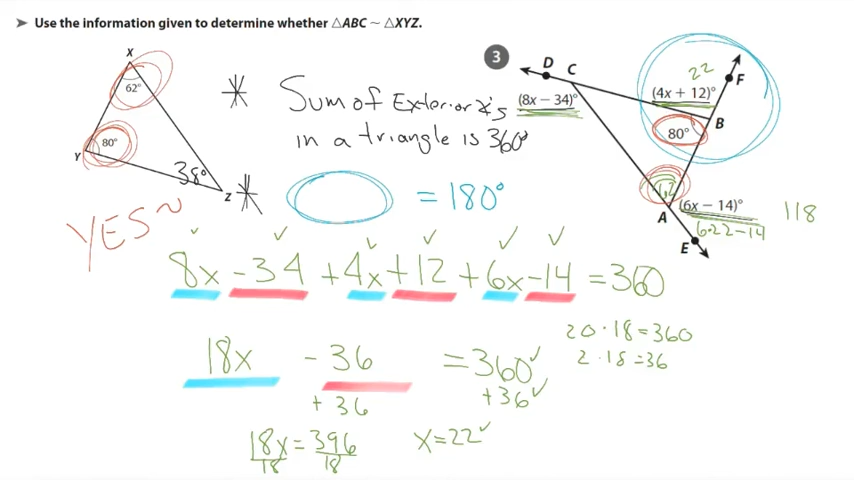 ➤ Use the information given to determine whether △ABC ~ △XYZ.
X
62°
80°
Y
38°
Z
* Sum of Exterior ∠'s
in a triangle is 360°
* = 180°
YES~
3
D C
22
F
(4x + 12)°
(8x − 34)°
B
80°
62
A
(6x − 14)°
6·22−14
118
E
8x −34 +4x +12 +6x −14 = 360
20·18=360
2·18=36
18x − 36 = 360
+36 +36
18x = 396
18 18
x=22